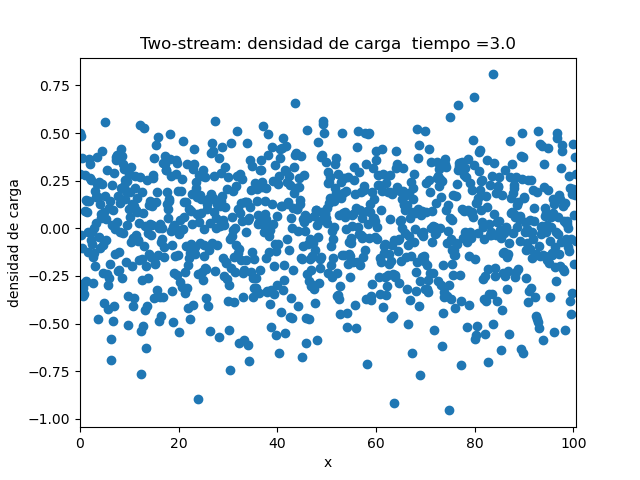 Two-stream: densidad de carga  tiempo =3.0
densidad de carga
0.75
0.50
0.25
0.00
−0.25
−0.50
−0.75
−1.00
0 20 40 60 80 100
x